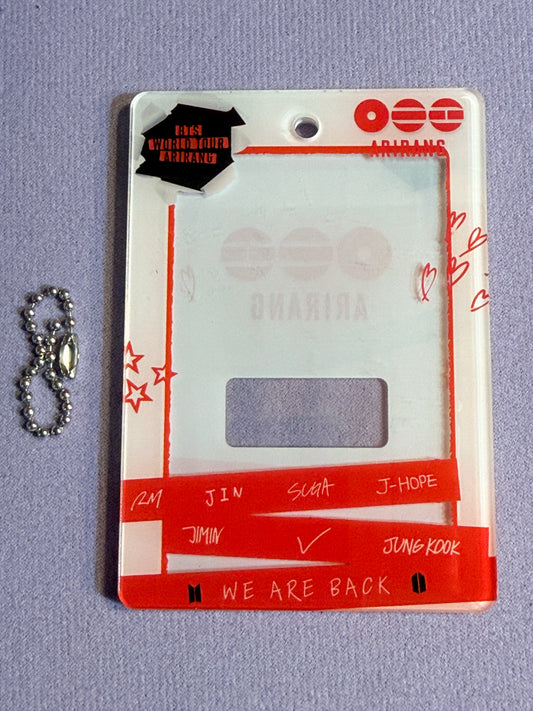 BTS
WORLD TOUR
ARIRANG
ARIRANG
ARIRANG
RM JIN SUGA J-HOPE
JIMIN ✓ JUNG KOOK
WE ARE BACK